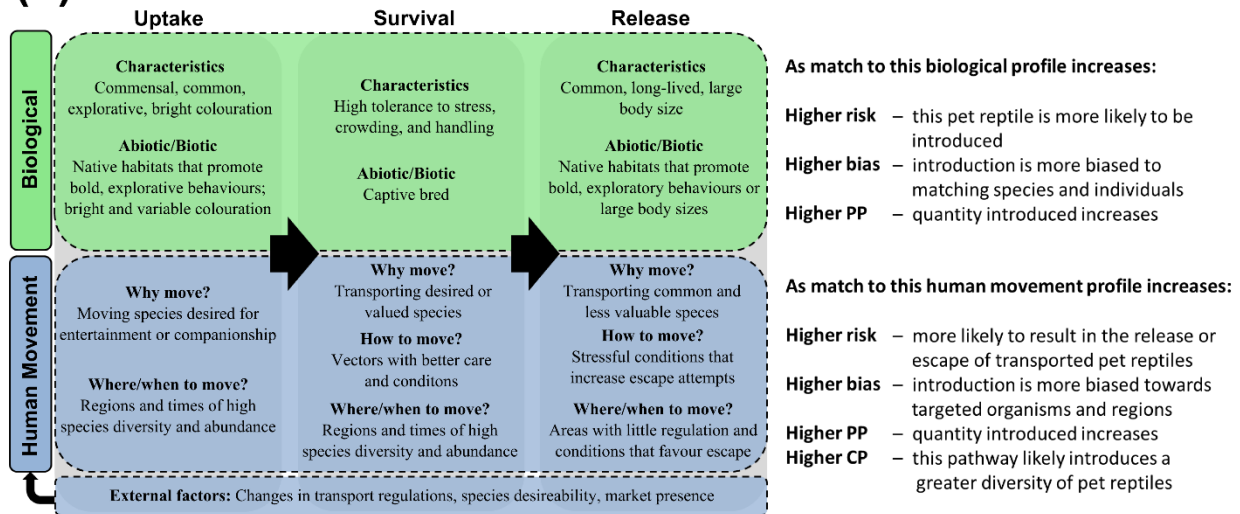 Uptake
Survival
Release
Biological
Characteristics
Commensal, common,
explorative, bright colouration
Abiotic/Biotic
Native habitats that promote
bold, explorative behaviours;
bright and variable colouration
Characteristics
High tolerance to stress,
crowding, and handling
Abiotic/Biotic
Captive bred
Characteristics
Common, long-lived, large
body size
Abiotic/Biotic
Native habitats that promote
bold, exploratory behaviours or
large body sizes
As match to this biological profile increases:
Higher risk – this pet reptile is more likely to be
introduced
Higher bias – introduction is more biased to
matching species and individuals
Higher PP – quantity introduced increases
Human Movement
Why move?
Moving species desired for
entertainment or companionship
Where/when to move?
Regions and times of high
species diversity and abundance
Why move?
Transporting desired or
valued species
How to move?
Vectors with better care
and conditons
Where/when to move?
Regions and times of high
species diversity and abundance
Why move?
Transporting common and
less valuable speces
How to move?
Stressful conditions that
increase escape attempts
Where/when to move?
Areas with little regulation and
conditions that favour escape
As match to this human movement profile increases:
Higher risk – more likely to result in the release or
escape of transported pet reptiles
Higher bias – introduction is more biased towards
targeted organisms and regions
Higher PP – quantity introduced increases
Higher CP – this pathway likely introduces a
greater diversity of pet reptiles
External factors: Changes in transport regulations, species desireability, market presence